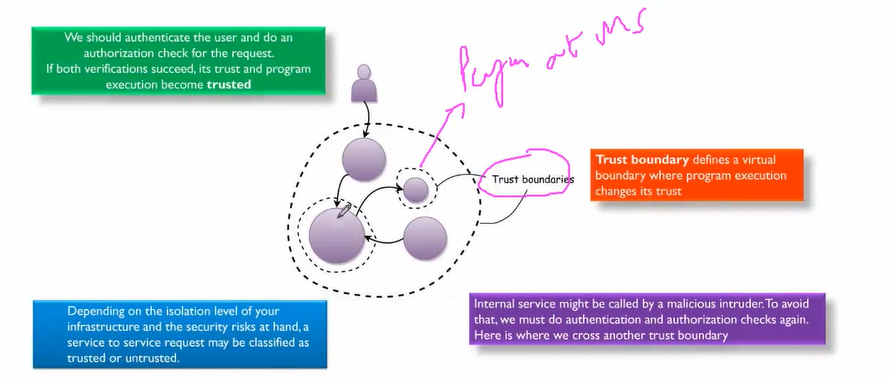 We should authenticate the user and do an
authorization check for the request.
If both verifications succeed, its trust and program
execution become trusted
MS
Trust boundaries
Trust boundary defines a virtual
boundary where program execution
changes its trust
Depending on the isolation level of your
infrastructure and the security risks at hand, a
service to service request may be classified as
trusted or untrusted.
Internal service might be called by a malicious intruder. To avoid
that, we must do authentication and authorization checks again.
Here is where we cross another trust boundary